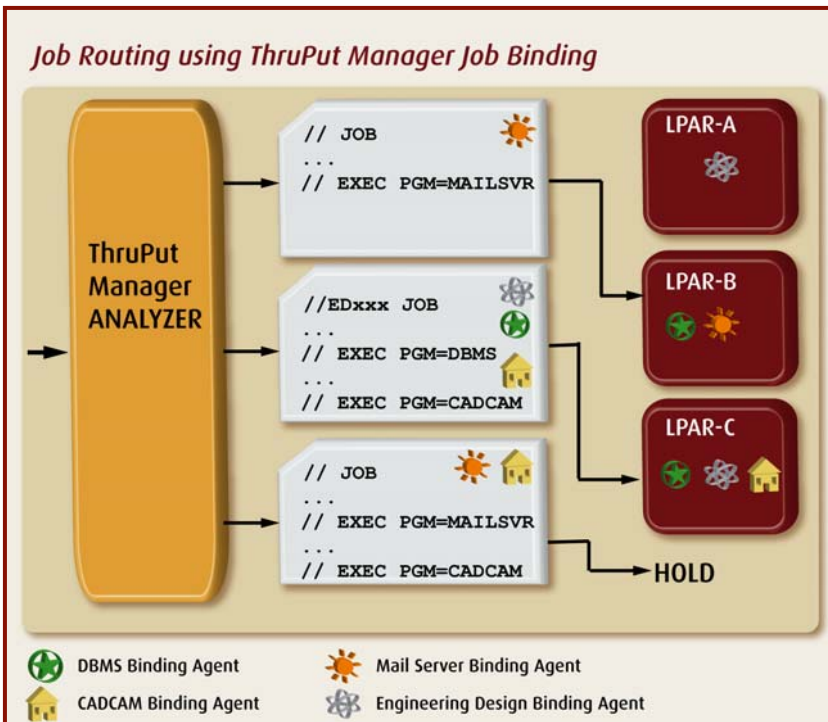 Job Routing using ThruPut Manager Job Binding
ThruPut
Manager
ANALYZER
// JOB
...
// EXEC PGM=MAILSVR
//EDxxx JOB
...
// EXEC PGM=DBMS
...
// EXEC PGM=CADCAM
// JOB
...
// EXEC PGM=MAILSVR
...
// EXEC PGM=CADCAM
LPAR-A
LPAR-B
LPAR-C
HOLD
DBMS Binding Agent
Mail Server Binding Agent
CADCAM Binding Agent
Engineering Design Binding Agent